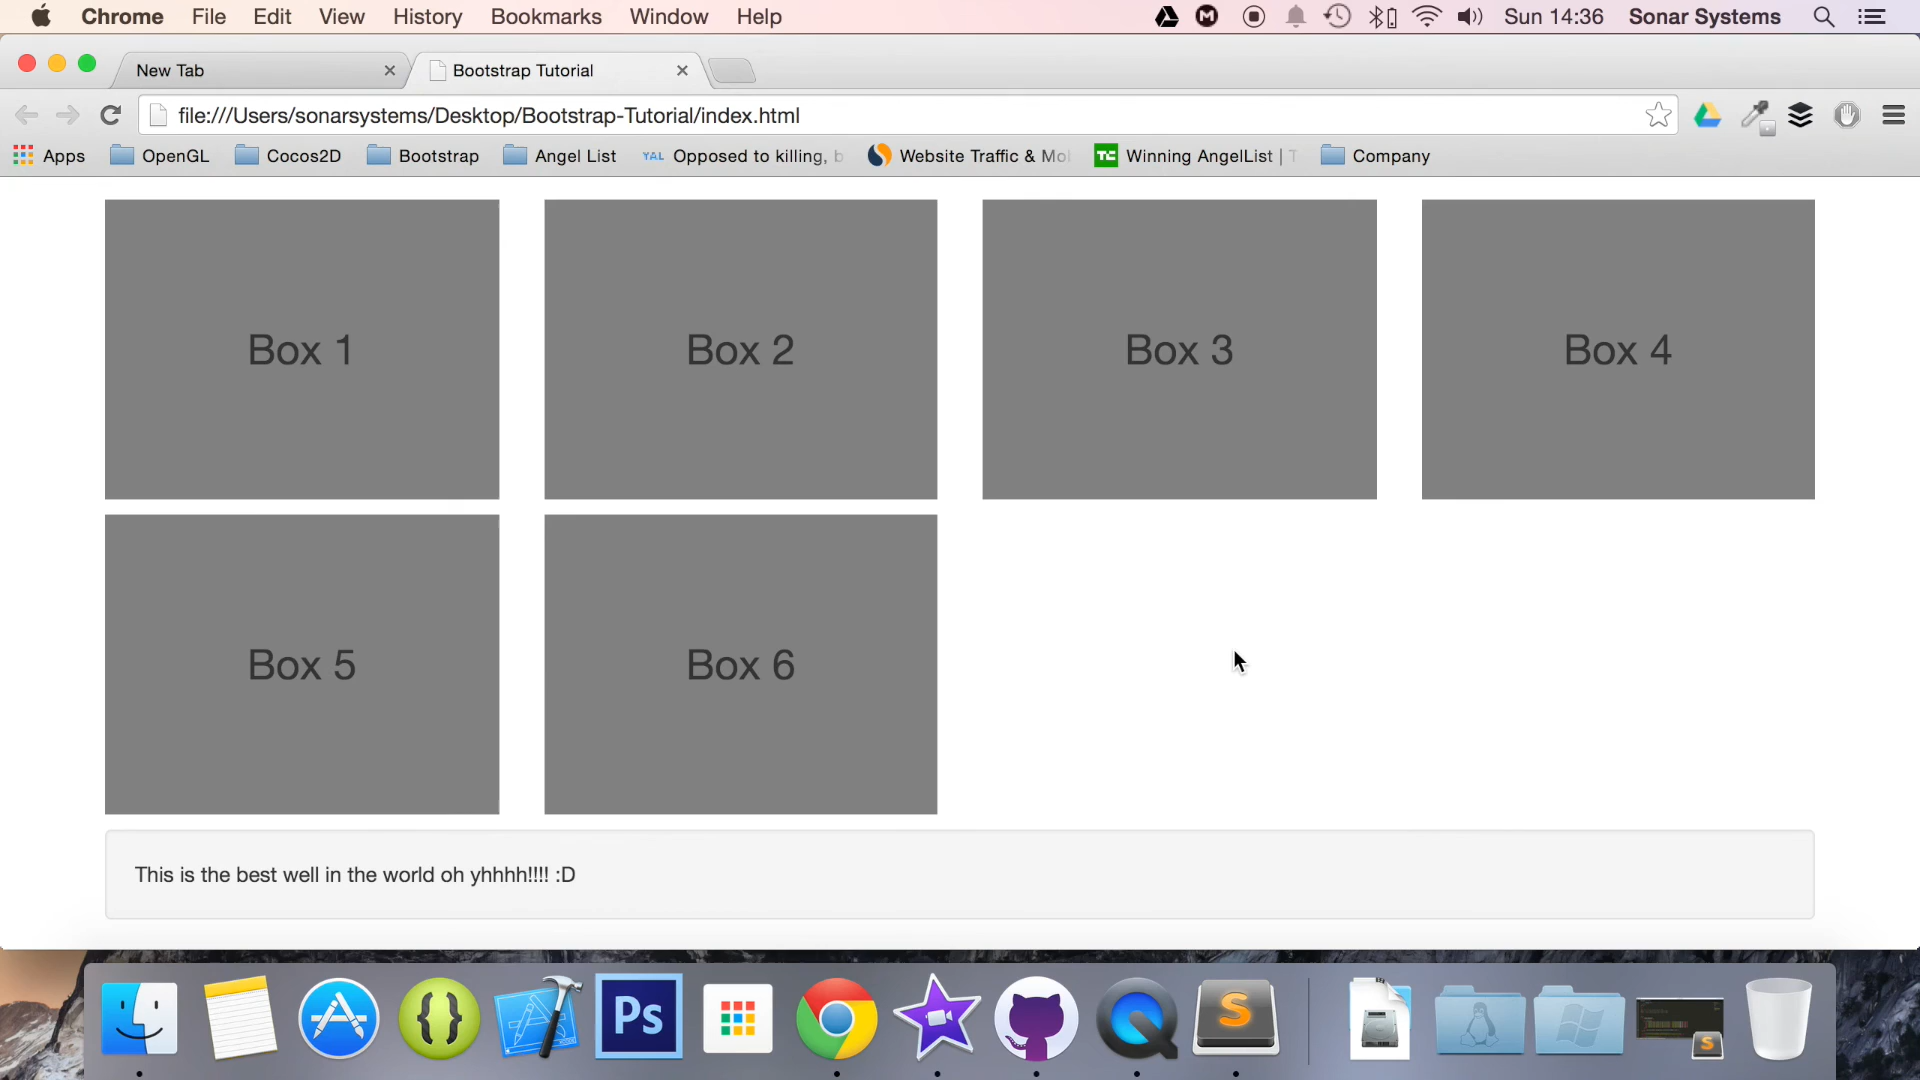 Chrome File Edit View History Bookmarks Window Help Sun 14:36 Sonar Systems
New Tab Bootstrap Tutorial
file:///Users/sonarsystems/Desktop/Bootstrap-Tutorial/index.html
Apps OpenGL Cocos2D Bootstrap Angel List YAL Opposed to killing, b Website Traffic & Mo TC Winning AngelList | T Company
Box 1 Box 2 Box 3 Box 4
Box 5 Box 6
This is the best well in the world oh yhhhh!!!! :D
{} Ps S S